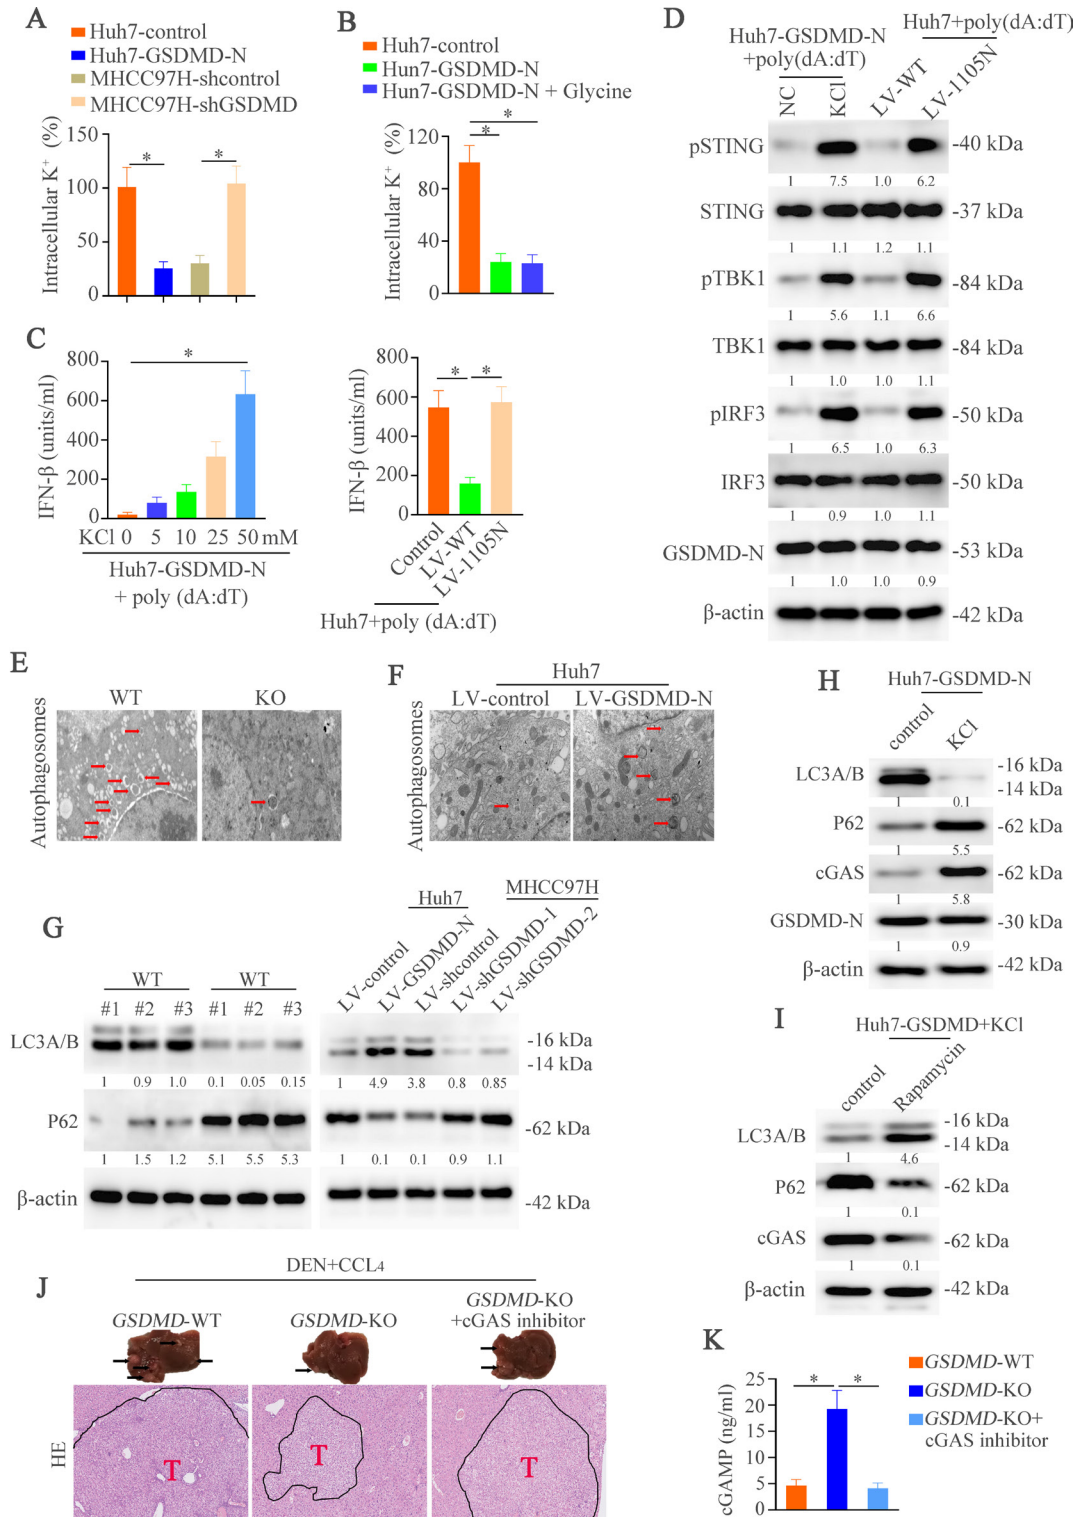 A
Huh7-control
Huh7-GSDMD-N
MHCC97H-shcontrol
MHCC97H-shGSDMD
Intracellular K⁺ (%)
150
100
50
0
*
*
B
Huh7-control
Hun7-GSDMD-N
Hun7-GSDMD-N + Glycine
Intracellular K⁺ (%)
120
80
40
0
*
*
C
IFN-β (units/ml)
800
600
400
200
0
*
KCl 0 5 10 25 50 mM
Huh7-GSDMD-N
+ poly (dA:dT)
IFN-β (units/ml)
800
600
400
200
0
*
*
Control
LV-WT
LV-1105N
Huh7+poly (dA:dT)
D
Huh7-GSDMD-N
+poly(dA:dT)
Huh7+poly(dA:dT)
NC
KCl
LV-WT
LV-1105N
pSTING
-40 kDa
1 7.5 1.0 6.2
STING
-37 kDa
1 1.1 1.2 1.1
pTBK1
-84 kDa
1 5.6 1.1 6.6
TBK1
-84 kDa
1 1.0 1.0 1.1
pIRF3
-50 kDa
1 6.5 1.0 6.3
IRF3
-50 kDa
1 0.9 1.0 1.1
GSDMD-N
-53 kDa
1 1.0 1.0 0.9
β-actin
-42 kDa
E
WT
KO
Autophagosomes
F
Huh7
LV-control
LV-GSDMD-N
Autophagosomes
G
WT
WT
#1 #2 #3 #1 #2 #3
Huh7
MHCC97H
LV-control
LV-GSDMD-N
LV-shcontrol
LV-shGSDMD-1
LV-shGSDMD-2
LC3A/B
-16 kDa
-14 kDa
1 0.9 1.0 0.1 0.05 0.15
1 4.9 3.8 0.8 0.85
P62
-62 kDa
1 1.5 1.2 5.1 5.5 5.3
1 0.1 0.1 0.9 1.1
β-actin
-42 kDa
H
Huh7-GSDMD-N
control
KCl
LC3A/B
-16 kDa
-14 kDa
1 0.1
P62
-62 kDa
1 5.5
cGAS
-62 kDa
1 5.8
GSDMD-N
-30 kDa
1 0.9
β-actin
-42 kDa
I
Huh7-GSDMD+KCl
control
Rapamycin
LC3A/B
-16 kDa
-14 kDa
1 4.6
P62
-62 kDa
1 0.1
cGAS
-62 kDa
1 0.1
β-actin
-42 kDa
J
DEN+CCL₄
GSDMD-WT
GSDMD-KO
GSDMD-KO
+cGAS inhibitor
HE
T
T
T
K
GSDMD-WT
GSDMD-KO
GSDMD-KO+
cGAS inhibitor
cGAMP (ng/ml)
25
20
15
10
5
0
*
*